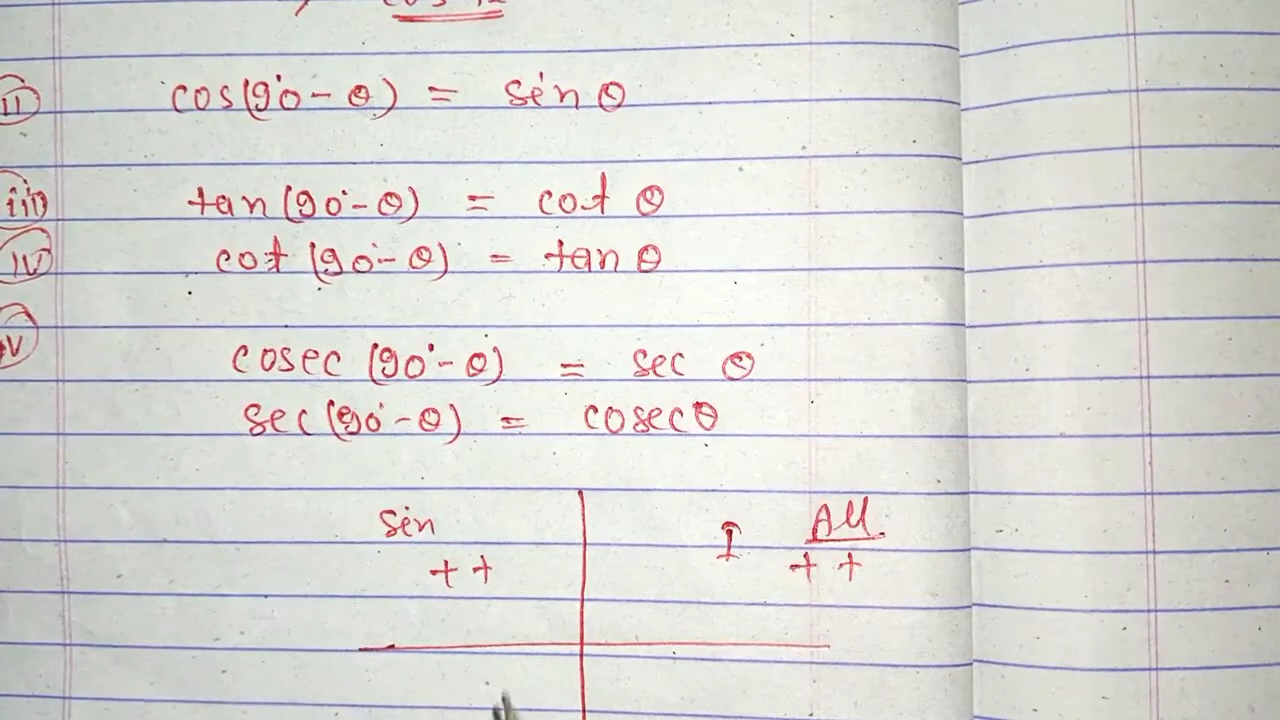 (ii) cos(90°-θ) = sin θ
(iii) tan(90°-θ) = cot θ
(iv) cot(90°-θ) = tan θ
(v) cosec(90°-θ) = sec θ
sec(90°-θ) = cosec θ
sin I All
++ ++